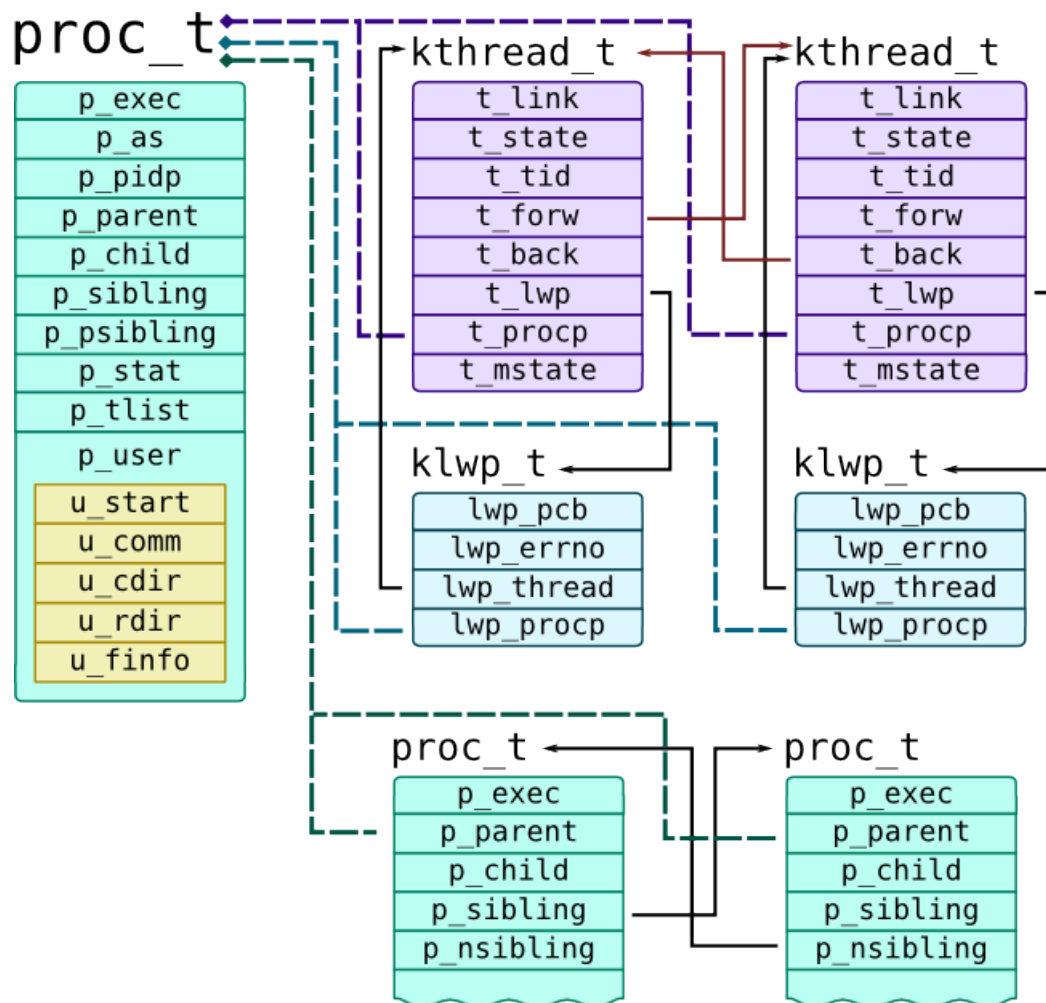 proc_t
p_exec
p_as
p_pidp
p_parent
p_child
p_sibling
p_psibling
p_stat
p_tlist
p_user
u_start
u_comm
u_cdir
u_rdir
u_finfo
kthread_t
t_link
t_state
t_tid
t_forw
t_back
t_lwp
t_procp
t_mstate
kthread_t
t_link
t_state
t_tid
t_forw
t_back
t_lwp
t_procp
t_mstate
klwp_t
lwp_pcb
lwp_errno
lwp_thread
lwp_procp
klwp_t
lwp_pcb
lwp_errno
lwp_thread
lwp_procp
proc_t
p_exec
p_parent
p_child
p_sibling
p_nsibling
proc_t
p_exec
p_parent
p_child
p_sibling
p_nsibling